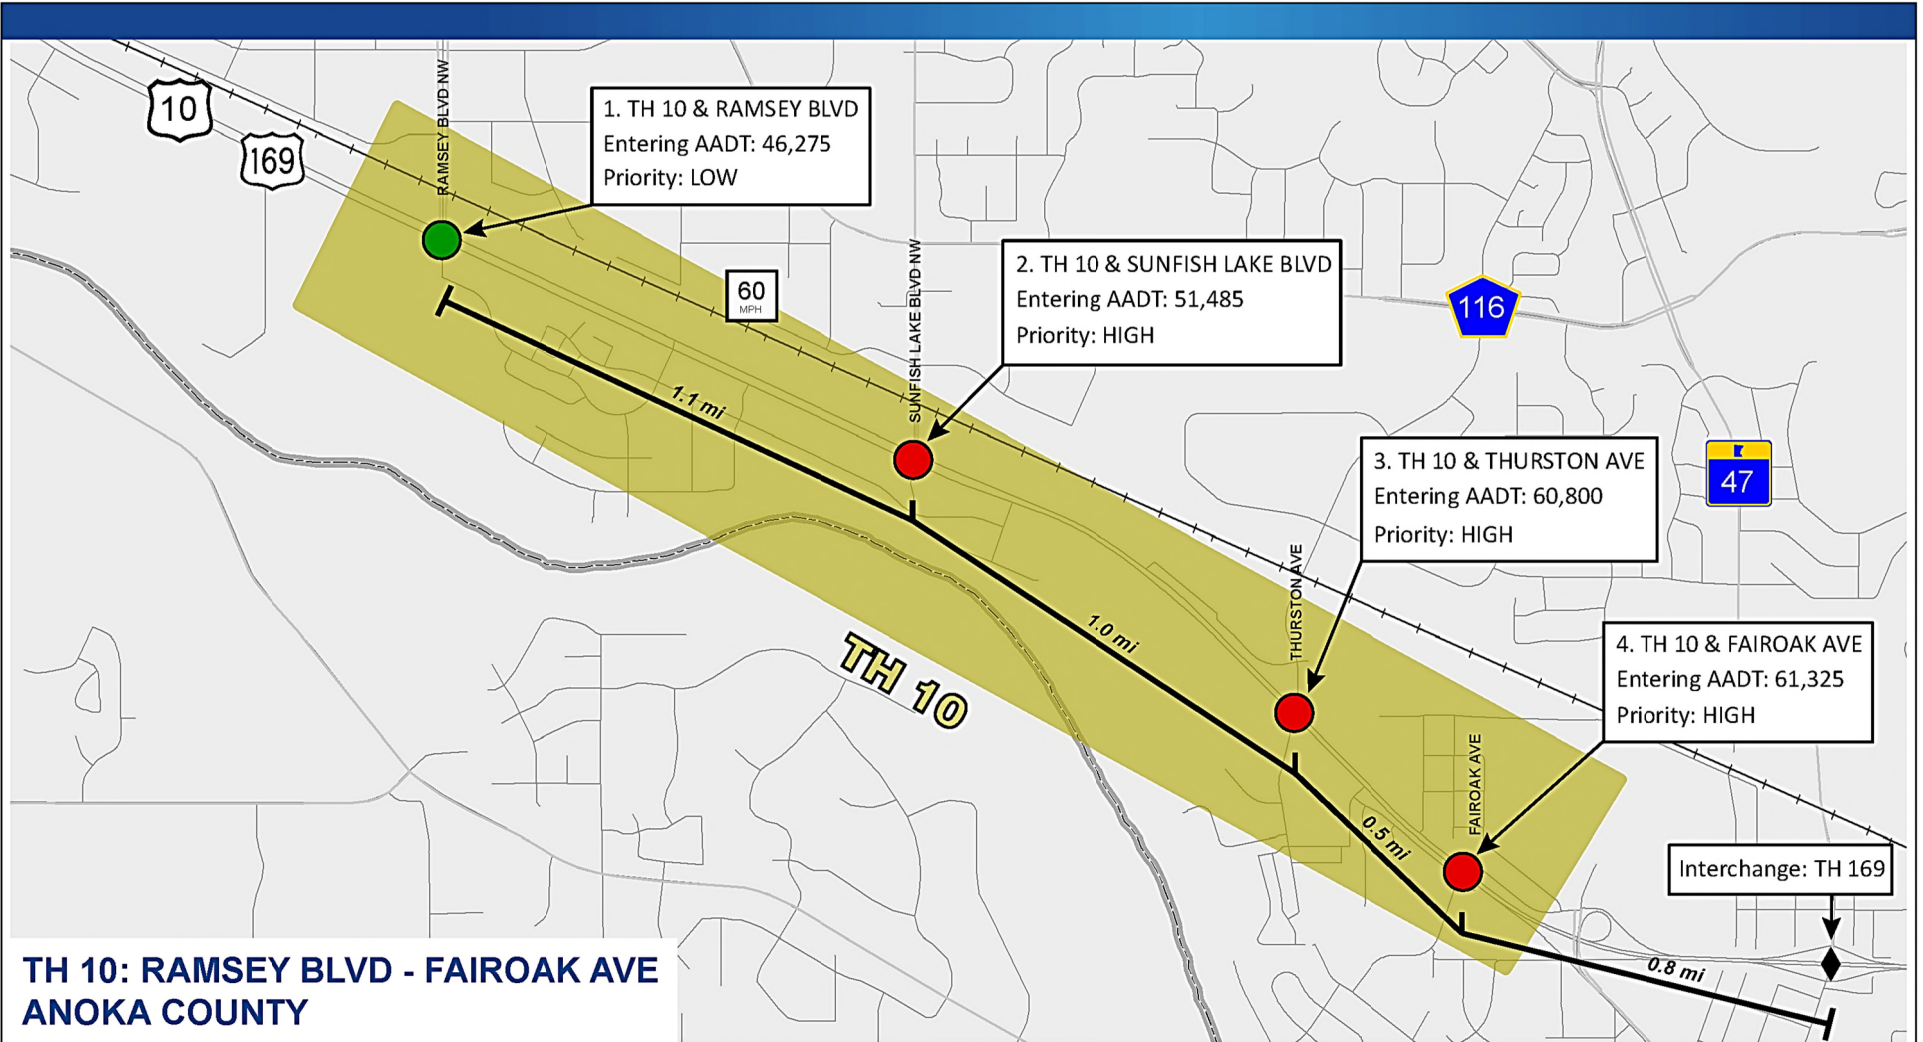 10
169
RAMSEY BLVD NW
1. TH 10 & RAMSEY BLVD
Entering AADT: 46,275
Priority: LOW
60
MPH
SUNFISH LAKE BLVD NW
2. TH 10 & SUNFISH LAKE BLVD
Entering AADT: 51,485
Priority: HIGH
116
1.1 mi
47
3. TH 10 & THURSTON AVE
Entering AADT: 60,800
Priority: HIGH
THURSTON AVE
1.0 mi
TH 10
4. TH 10 & FAIROAK AVE
Entering AADT: 61,325
Priority: HIGH
FAIROAK AVE
0.5 mi
Interchange: TH 169
0.8 mi
TH 10: RAMSEY BLVD - FAIROAK AVE
ANOKA COUNTY